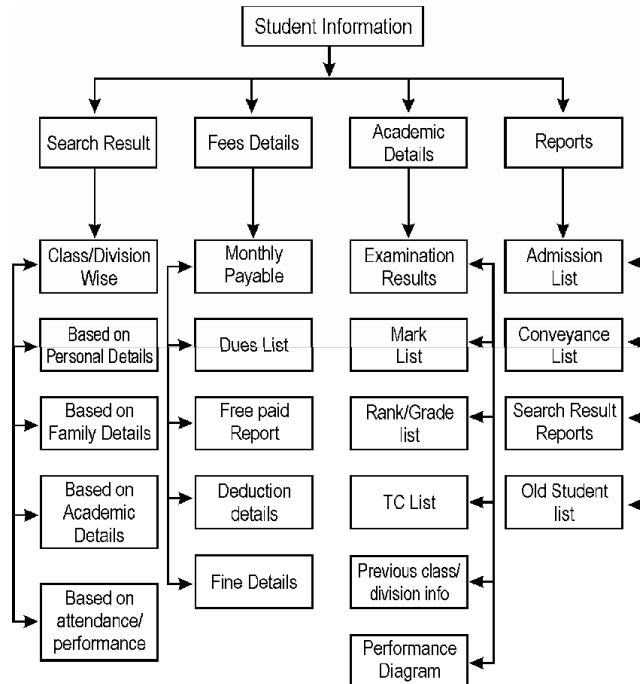 Student Information
Search Result
Fees Details
Academic
Details
Reports
Class/Division
Wise
Monthly
Payable
Examination
Results
Admission
List
Based on
Personal Details
Dues List
Mark
List
Conveyance
List
Based on
Family Details
Free paid
Report
Rank/Grade
list
Search Result
Reports
Based on
Academic
Details
Deduction
details
TC List
Old Student
list
Based on
attendance/
performance
Fine Details
Previous class/
division info
Performance
Diagram